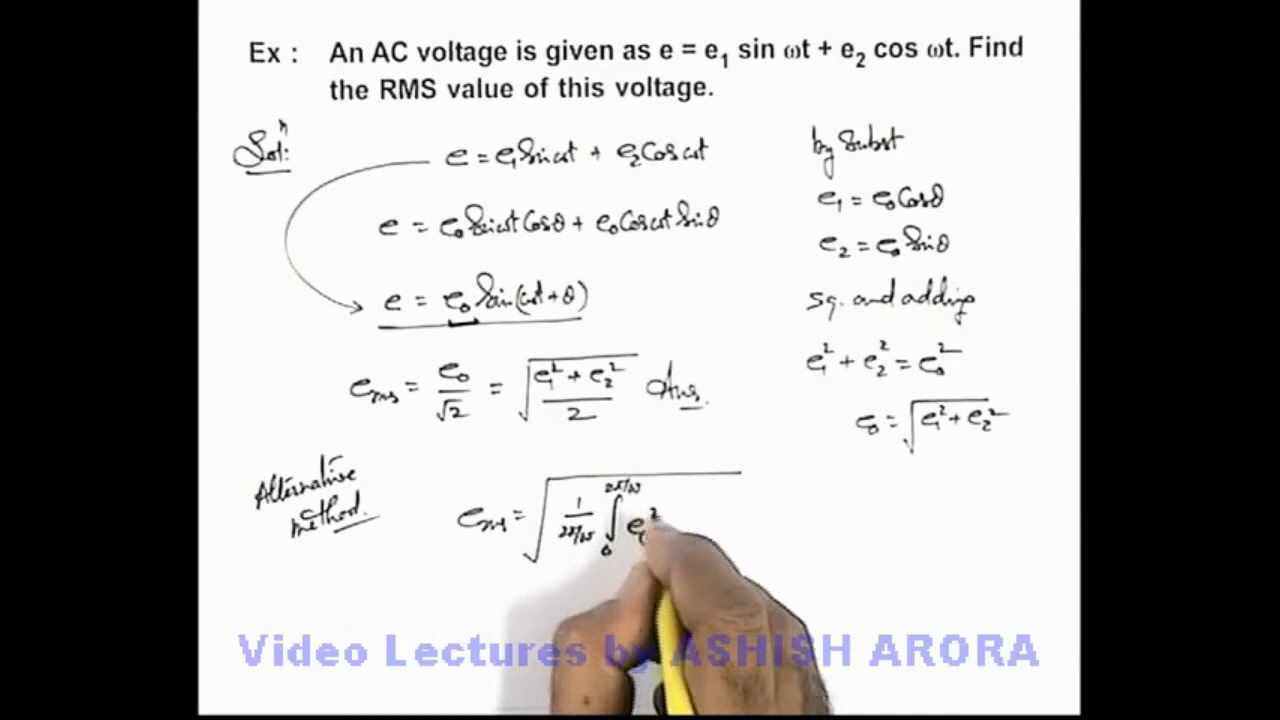 Ex : An AC voltage is given as e = e₁ sin ωt + e₂ cos ωt. Find
the RMS value of this voltage.
Solⁿ:
e = e₁ Sin ωt + e₂ Cos ωt
e = e₀ Sin ωt Cos θ + e₀ Cos ωt Sin θ
e = e₀ Sin (ωt + θ)
eᵣₘₛ = e₀/√2 = √((e₁² + e₂²)/2) Ans.
by Subst
e₁ = e₀ Cos θ
e₂ = e₀ Sin θ
Sq. and adding
e₁² + e₂² = e₀²
e₀ = √(e₁² + e₂²)
Alternative
method.
eᵣₘₛ = √(1/(2π/ω) ∫₀^(2π/ω) e²
Video Lectures by ASHISH ARORA